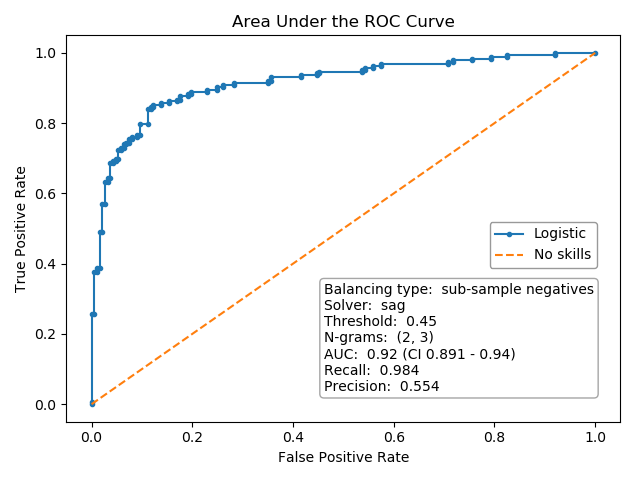 Area Under the ROC Curve
True Positive Rate
1.0
0.8
0.6
0.4
0.2
0.0
Logistic
No skills
Balancing type:  sub-sample negatives
Solver:  sag
Threshold:  0.45
N-grams:  (2, 3)
AUC:  0.92 (CI 0.891 - 0.94)
Recall:  0.984
Precision:  0.554
0.0 0.2 0.4 0.6 0.8 1.0
False Positive Rate